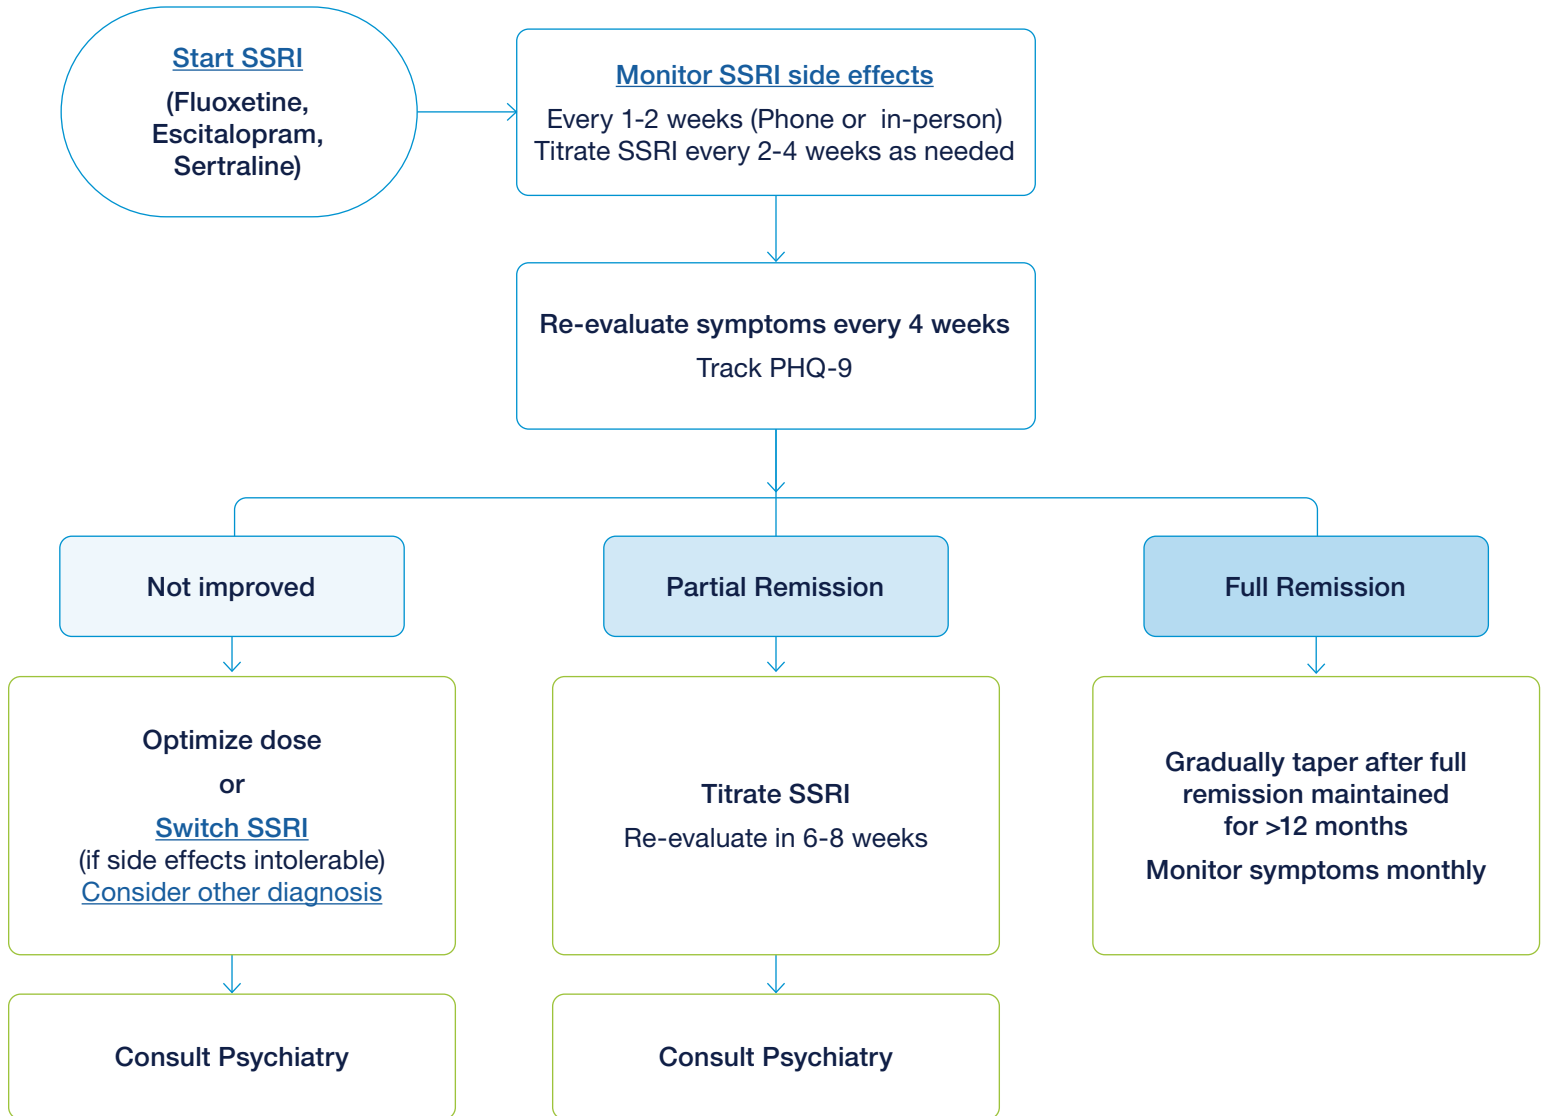 Start SSRI
(Fluoxetine,
Escitalopram,
Sertraline)
Monitor SSRI side effects
Every 1-2 weeks (Phone or in-person)
Titrate SSRI every 2-4 weeks as needed
Re-evaluate symptoms every 4 weeks
Track PHQ-9
Not improved
Partial Remission
Full Remission
Optimize dose
or
Switch SSRI
(if side effects intolerable)
Consider other diagnosis
Titrate SSRI
Re-evaluate in 6-8 weeks
Gradually taper after full
remission maintained
for >12 months
Monitor symptoms monthly
Consult Psychiatry
Consult Psychiatry